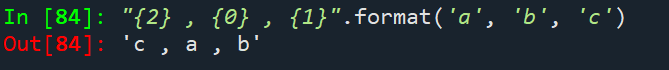 In [84]: "{2} , {0} , {1}".format('a', 'b', 'c')
Out[84]: 'c , a , b'